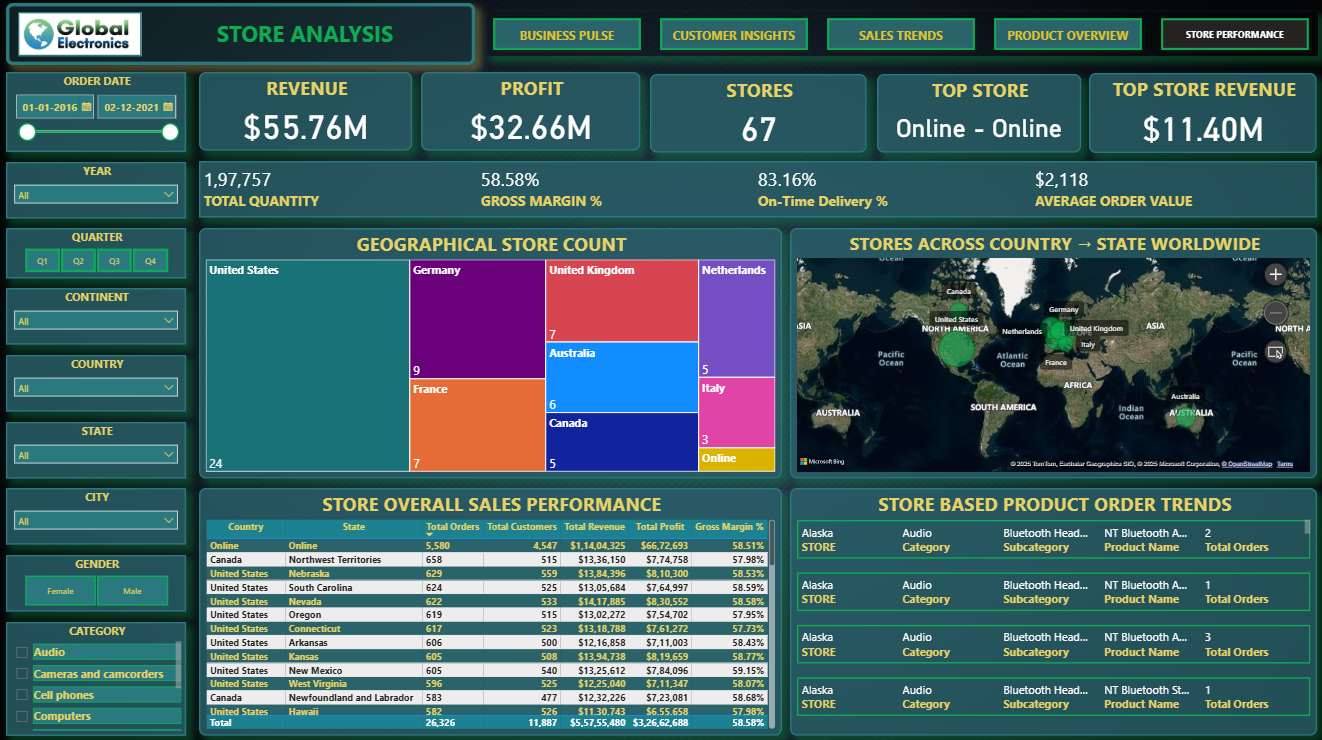 Global Electronics
STORE ANALYSIS
BUSINESS PULSE
CUSTOMER INSIGHTS
SALES TRENDS
PRODUCT OVERVIEW
STORE PERFORMANCE
ORDER DATE
01-01-2016 02-12-2021
YEAR
All
QUARTER
Q1 Q2 Q3 Q4
CONTINENT
All
COUNTRY
All
STATE
All
CITY
All
GENDER
Female Male
CATEGORY
Audio
Cameras and camcorders
Cell phones
Computers
REVENUE
$55.76M
PROFIT
$32.66M
STORES
67
TOP STORE
Online - Online
TOP STORE REVENUE
$11.40M
1,97,757
TOTAL QUANTITY
58.58%
GROSS MARGIN %
83.16%
On-Time Delivery %
$2,118
AVERAGE ORDER VALUE
GEOGRAPHICAL STORE COUNT
United States
24
Germany
9
France
7
United Kingdom
7
Australia
6
Canada
5
Netherlands
5
Italy
3
Online
STORES ACROSS COUNTRY → STATE WORLDWIDE
Canada
United States
NORTH AMERICA
Germany
Netherlands
United Kingdom
Italy
France
ASIA
Pacific Ocean
Atlantic Ocean
AFRICA
SOUTH AMERICA
Indian Ocean
Australia
AUSTRALIA
Pacific Ocean
NORTH A
SIA
AUSTRALIA
Microsoft Bing
© 2025 TomTom, Earthstar Geographics SIO, © 2025 Microsoft Corporation, © OpenStreetMap Terms
STORE OVERALL SALES PERFORMANCE
Country State Total Orders Total Customers Total Revenue Total Profit Gross Margin %
Online Online 5,580 4,547 $1,14,04,325 $66,72,693 58.51%
Canada Northwest Territories 658 515 $13,36,150 $7,74,758 57.98%
United States Nebraska 629 559 $13,84,396 $8,10,300 58.53%
United States South Carolina 624 525 $13,05,684 $7,64,997 58.59%
United States Nevada 622 533 $14,17,885 $8,30,552 58.58%
United States Oregon 619 515 $13,02,272 $7,54,702 57.95%
United States Connecticut 617 523 $13,18,788 $7,61,272 57.73%
United States Arkansas 606 500 $12,16,858 $7,11,003 58.43%
United States Kansas 605 508 $13,94,738 $8,19,659 58.77%
United States New Mexico 605 540 $13,25,612 $7,84,096 59.15%
United States West Virginia 596 525 $12,25,040 $7,11,347 58.07%
Canada Newfoundland and Labrador 583 477 $12,32,226 $7,23,081 58.68%
United States Hawaii 582 526 $11,30,743 $6,55,658 57.98%
Total 26,326 11,887 $5,57,55,480 $3,26,62,688 58.58%
STORE BASED PRODUCT ORDER TRENDS
Alaska Audio Bluetooth Head... NT Bluetooth A... 2
STORE Category Subcategory Product Name Total Orders
Alaska Audio Bluetooth Head... NT Bluetooth A... 1
STORE Category Subcategory Product Name Total Orders
Alaska Audio Bluetooth Head... NT Bluetooth A... 3
STORE Category Subcategory Product Name Total Orders
Alaska Audio Bluetooth Head... NT Bluetooth St... 1
STORE Category Subcategory Product Name Total Orders